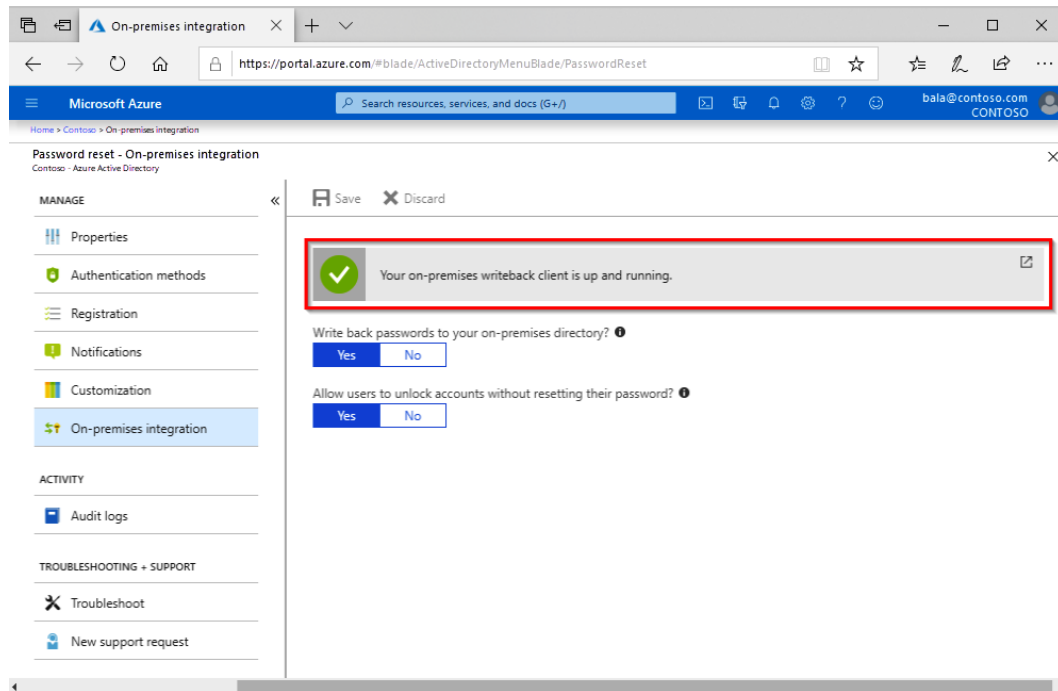 On-premises integration
https://portal.azure.com/#blade/ActiveDirectoryMenuBlade/PasswordReset
Microsoft Azure
Search resources, services, and docs (G+/)
bala@contoso.com
CONTOSO
Home > Contoso > On-premises integration
Password reset - On-premises integration
Contoso - Azure Active Directory
MANAGE
Properties
Authentication methods
Registration
Notifications
Customization
On-premises integration
ACTIVITY
Audit logs
TROUBLESHOOTING + SUPPORT
Troubleshoot
New support request
Save Discard
Your on-premises writeback client is up and running.
Write back passwords to your on-premises directory?
Yes No
Allow users to unlock accounts without resetting their password?
Yes No